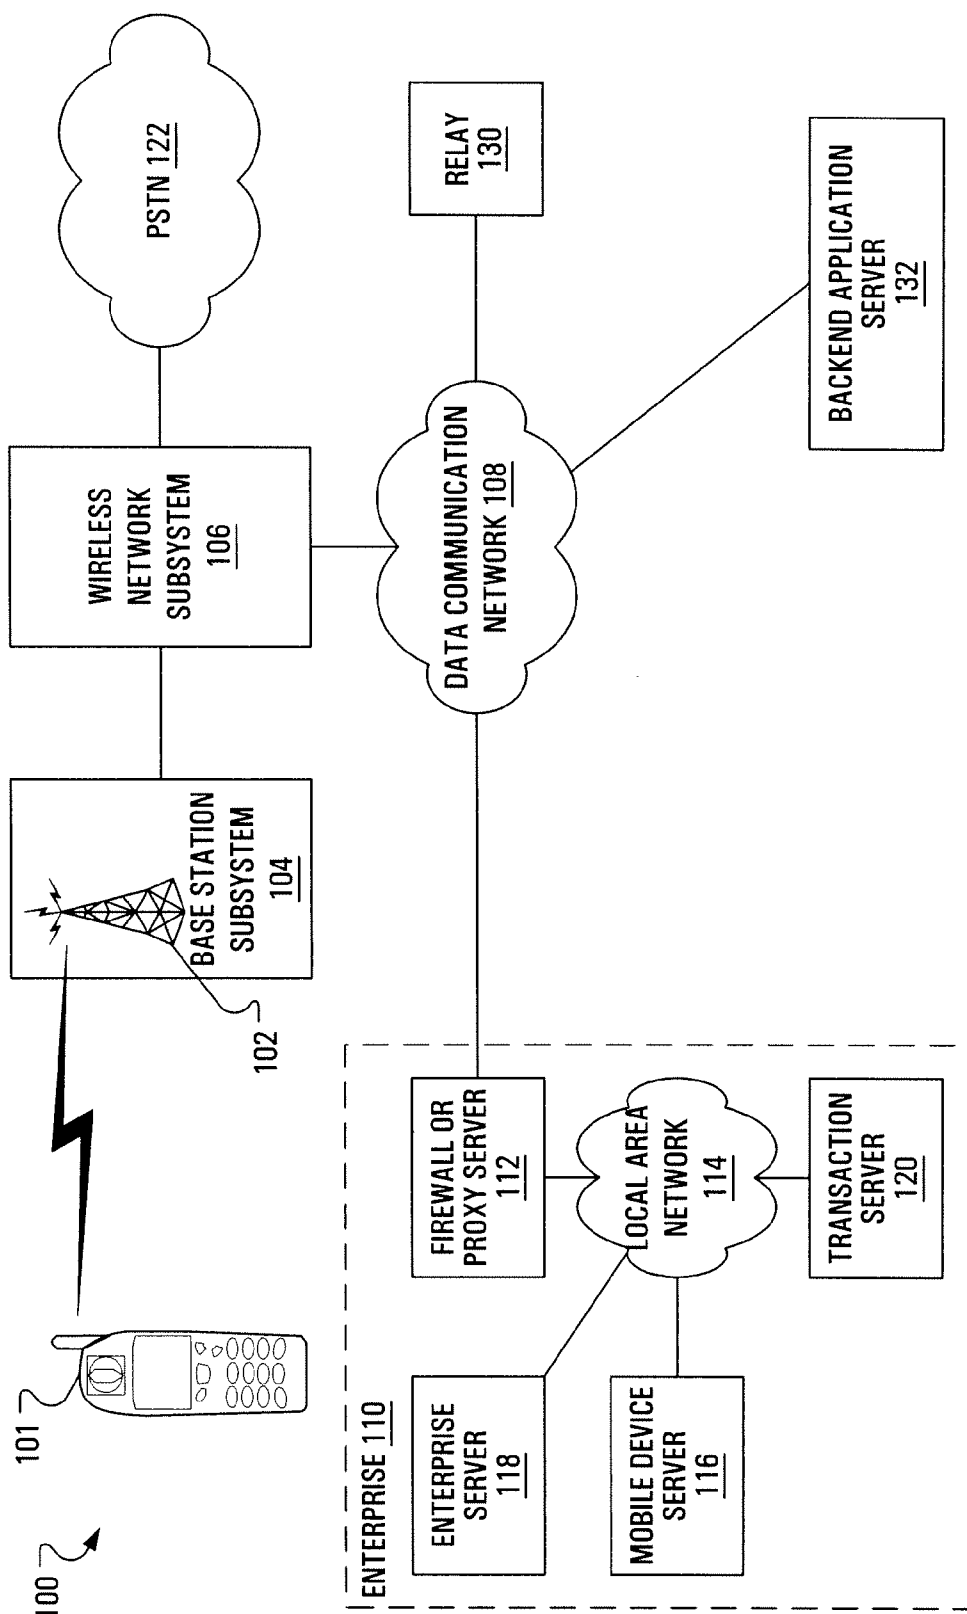 100
101
102
BASE STATION
SUBSYSTEM
104
WIRELESS
NETWORK
SUBSYSTEM
106
PSTN 122
ENTERPRISE 110
ENTERPRISE
SERVER
118
FIREWALL OR
PROXY SERVER
112
DATA COMMUNICATION
NETWORK 108
RELAY
130
MOBILE DEVICE
SERVER
116
LOCAL AREA
NETWORK
114
TRANSACTION
SERVER
120
BACKEND APPLICATION
SERVER
132